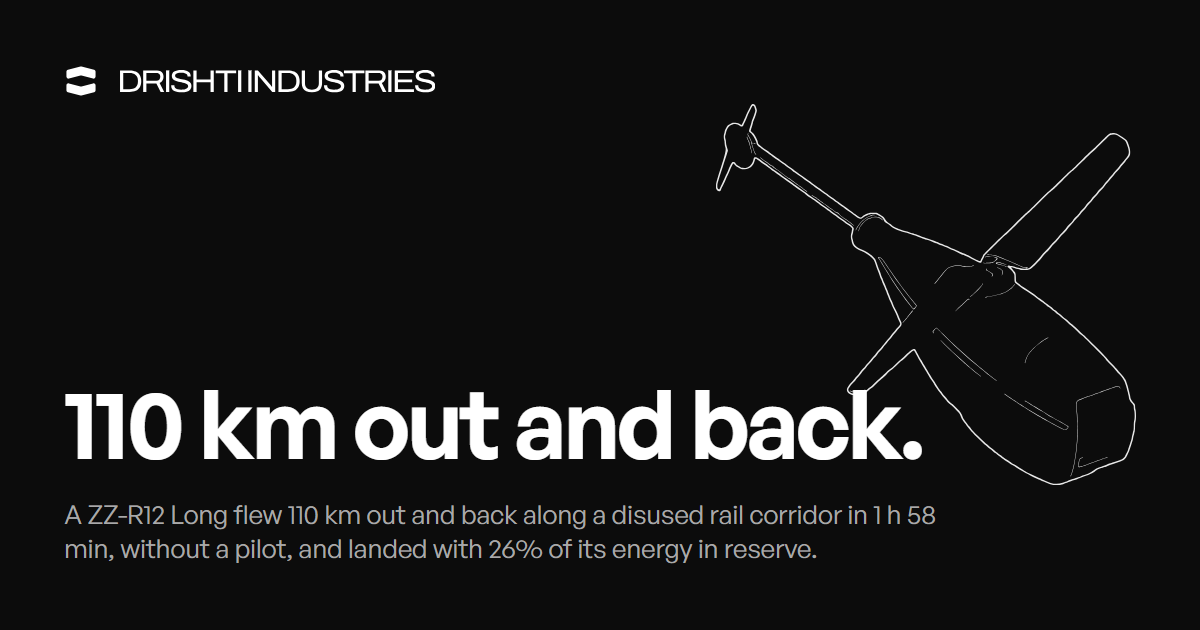 DRISHTI INDUSTRIES
110 km out and back.
A ZZ-R12 Long flew 110 km out and back along a disused rail corridor in 1 h 58
min, without a pilot, and landed with 26% of its energy in reserve.